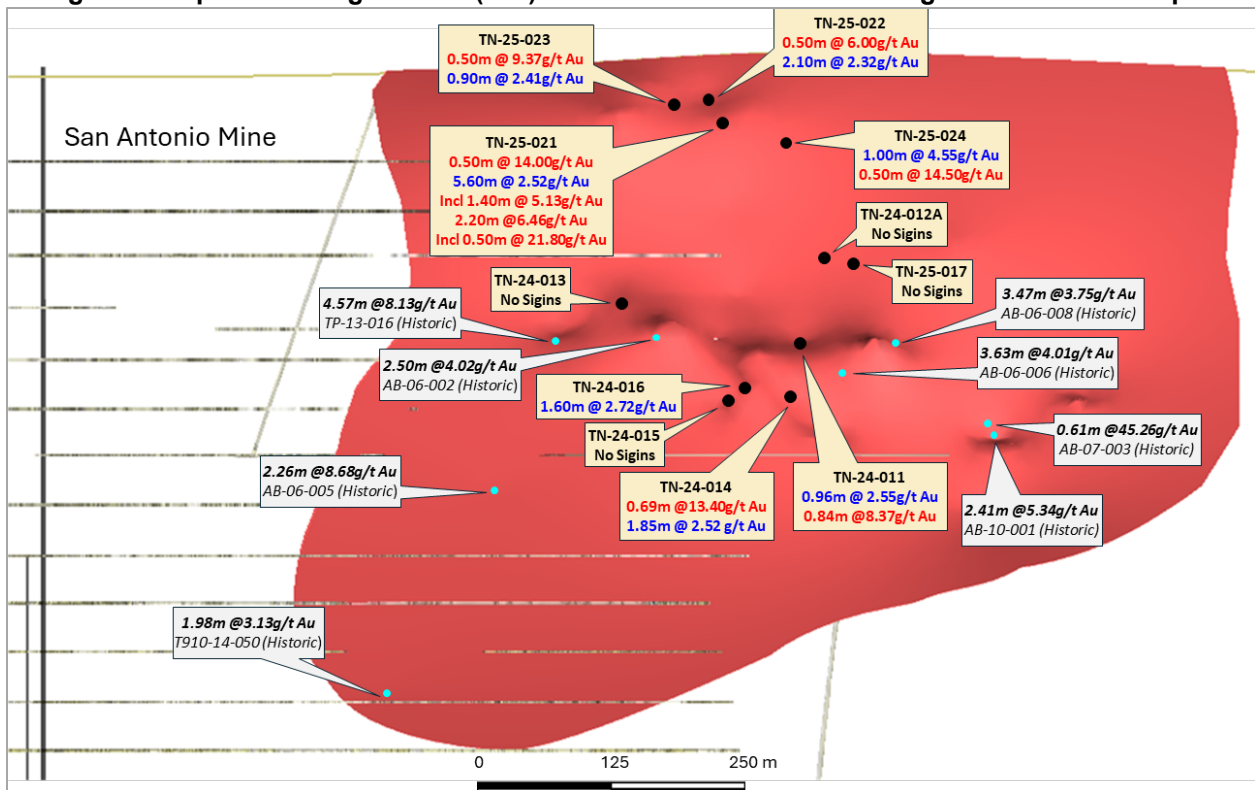 TN-25-023
0.50m @ 9.37g/t Au
0.90m @ 2.41g/t Au
TN-25-022
0.50m @ 6.00g/t Au
2.10m @ 2.32g/t Au
San Antonio Mine
TN-25-021
0.50m @ 14.00g/t Au
5.60m @ 2.52g/t Au
Incl 1.40m @ 5.13g/t Au
2.20m @6.46g/t Au
Incl 0.50m @ 21.80g/t Au
TN-25-024
1.00m @ 4.55g/t Au
0.50m @ 14.50g/t Au
TN-24-012A
No Sigins
TN-25-017
No Sigins
TN-24-013
No Sigins
4.57m @8.13g/t Au
TP-13-016 (Historic)
3.47m @3.75g/t Au
AB-06-008 (Historic)
2.50m @4.02g/t Au
AB-06-002 (Historic)
3.63m @4.01g/t Au
AB-06-006 (Historic)
TN-24-016
1.60m @ 2.72g/t Au
TN-24-015
No Sigins
0.61m @45.26g/t Au
AB-07-003 (Historic)
2.26m @8.68g/t Au
AB-06-005 (Historic)
TN-24-014
0.69m @13.40g/t Au
1.85m @ 2.52 g/t Au
TN-24-011
0.96m @ 2.55g/t Au
0.84m @8.37g/t Au
2.41m @5.34g/t Au
AB-10-001 (Historic)
1.98m @3.13g/t Au
T910-14-050 (Historic)
0 125 250 m